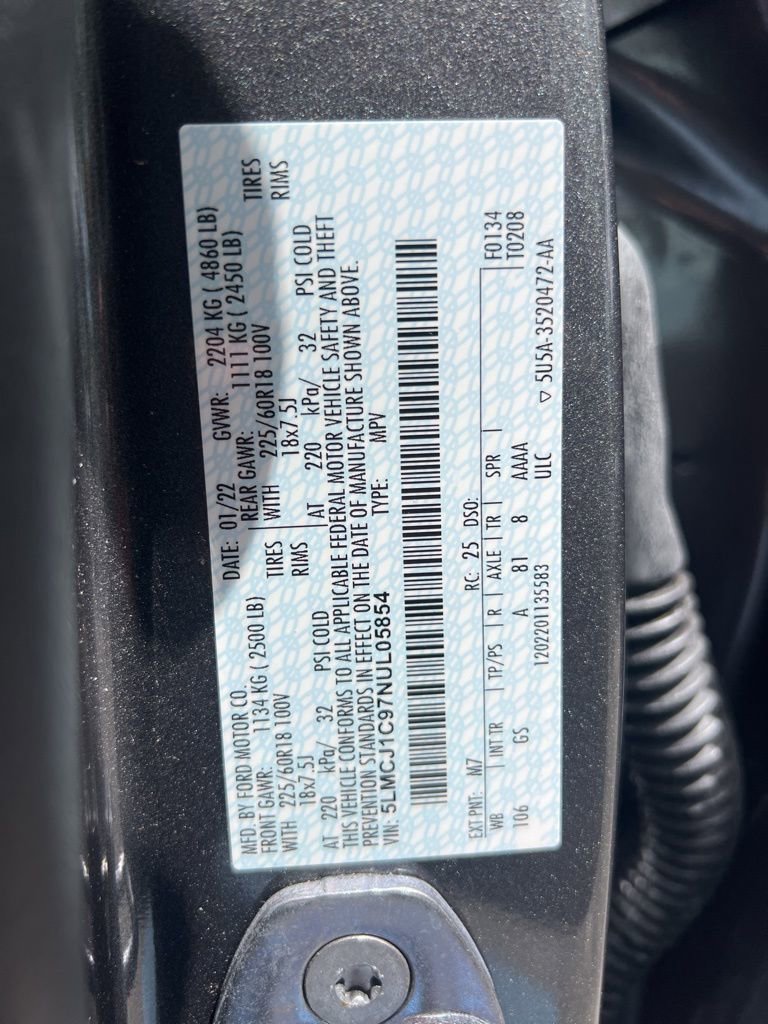 MFD. BY FORD MOTOR CO.
DATE: 01/22 GVWR: 2204 KG ( 4860 LB)
FRONT GAWR: 1134 KG ( 2500 LB) REAR GAWR: 1111 KG ( 2450 LB)
WITH 225/60R18 100V TIRES WITH 225/60R18 100V TIRES
18x7.5J RIMS 18x7.5J RIMS
AT 220 kPa/ 32 PSI COLD AT 220 kPa/ 32 PSI COLD
THIS VEHICLE CONFORMS TO ALL APPLICABLE FEDERAL MOTOR VEHICLE SAFETY AND THEFT
PREVENTION STANDARDS IN EFFECT ON THE DATE OF MANUFACTURE SHOWN ABOVE.
VIN: 5LMCJ1C97NUL05854 TYPE: MPV
EXT PNT: M7 RC: 25 DSO: F0134
WB INT TR TP/PS R AXLE TR SPR T0208
106 GS A 81 8 AAAA
ULC
1202201135583 ▽ 5U5A-3520472-AA